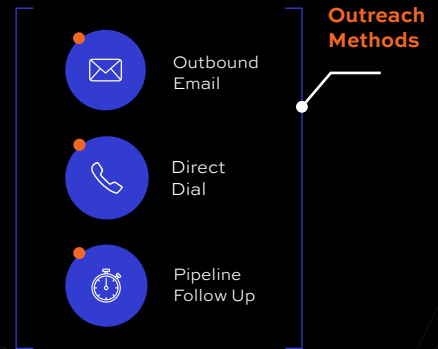 Outreach
Methods
Outbound
Email
Direct
Dial
Pipeline
Follow Up